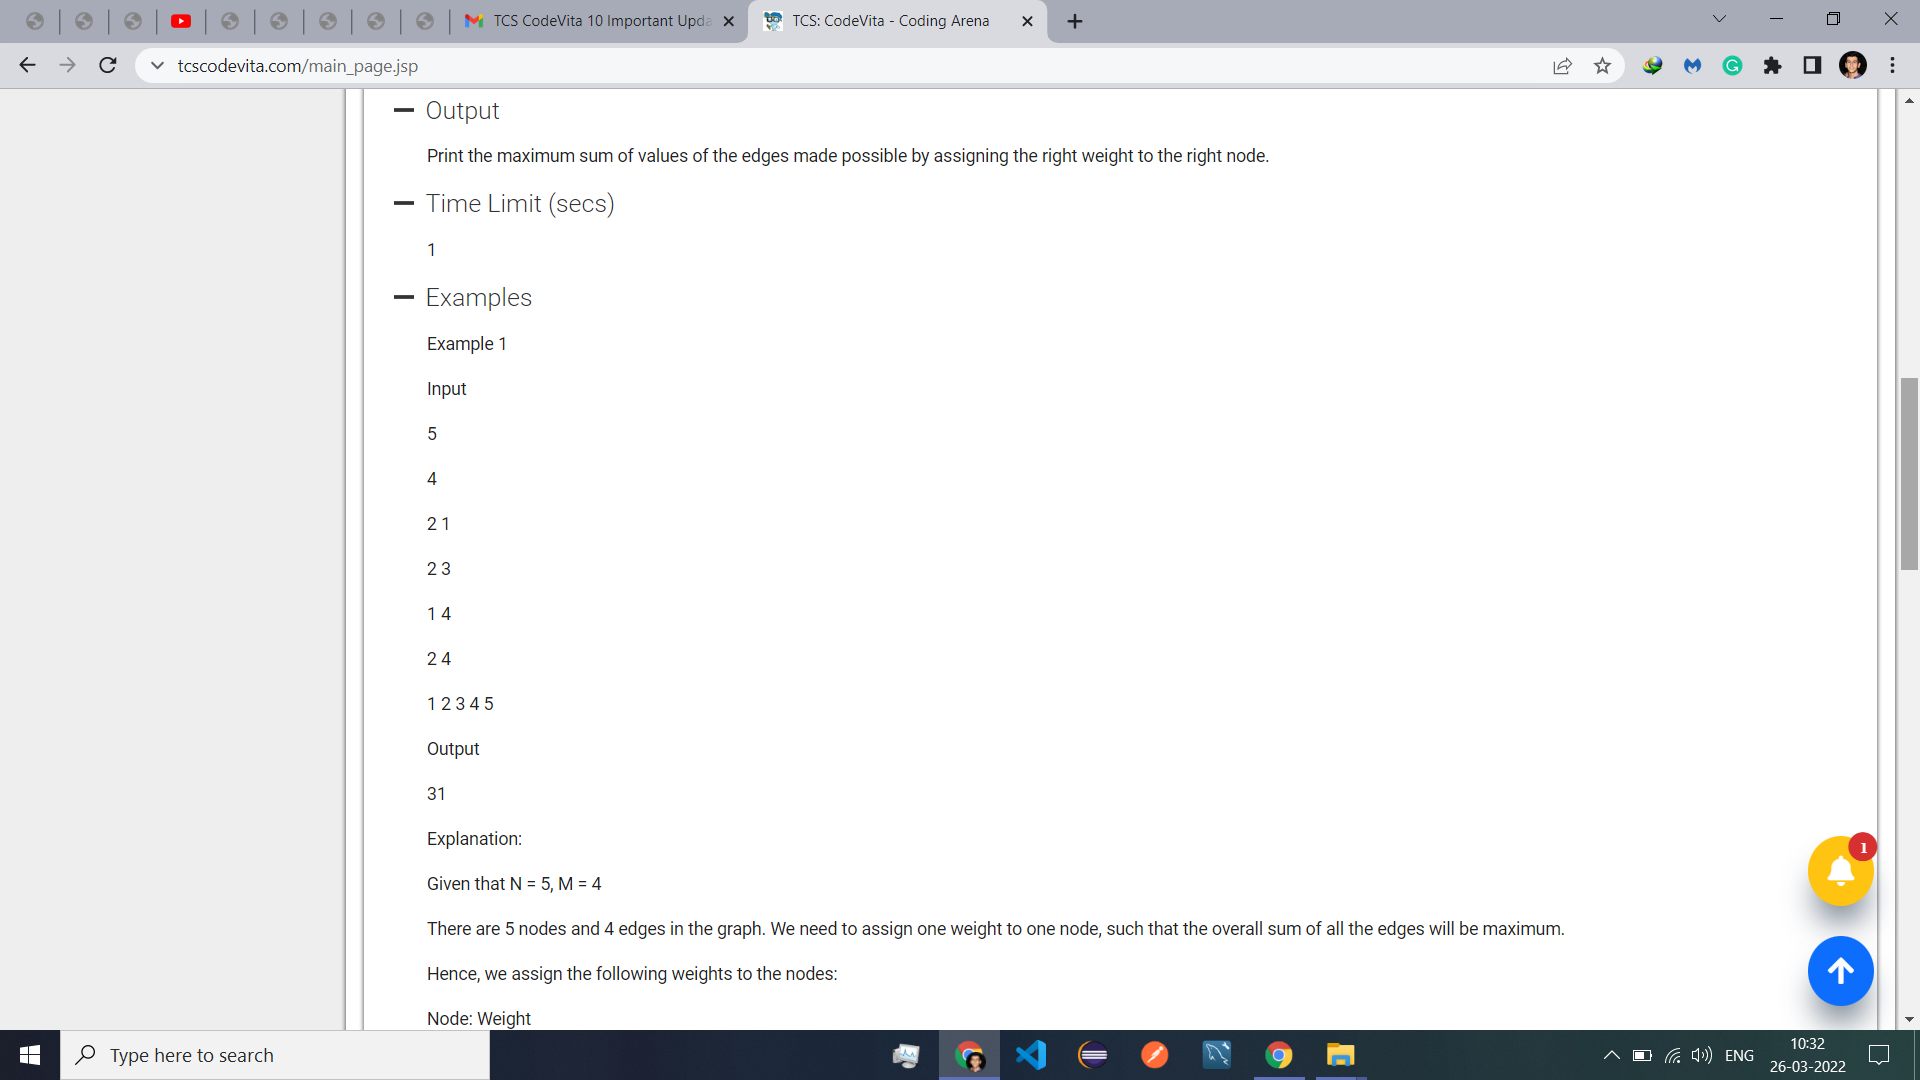 TCS CodeVita 10 Important Upda
TCS: CodeVita - Coding Arena
tcscodevita.com/main_page.jsp
Output
Print the maximum sum of values of the edges made possible by assigning the right weight to the right node.
Time Limit (secs)
1
Examples
Example 1
Input
5
4
2 1
2 3
1 4
2 4
1 2 3 4 5
Output
31
Explanation:
Given that N = 5, M = 4
There are 5 nodes and 4 edges in the graph. We need to assign one weight to one node, such that the overall sum of all the edges will be maximum.
Hence, we assign the following weights to the nodes:
Node: Weight
1
Type here to search
ENG
10:32
26-03-2022